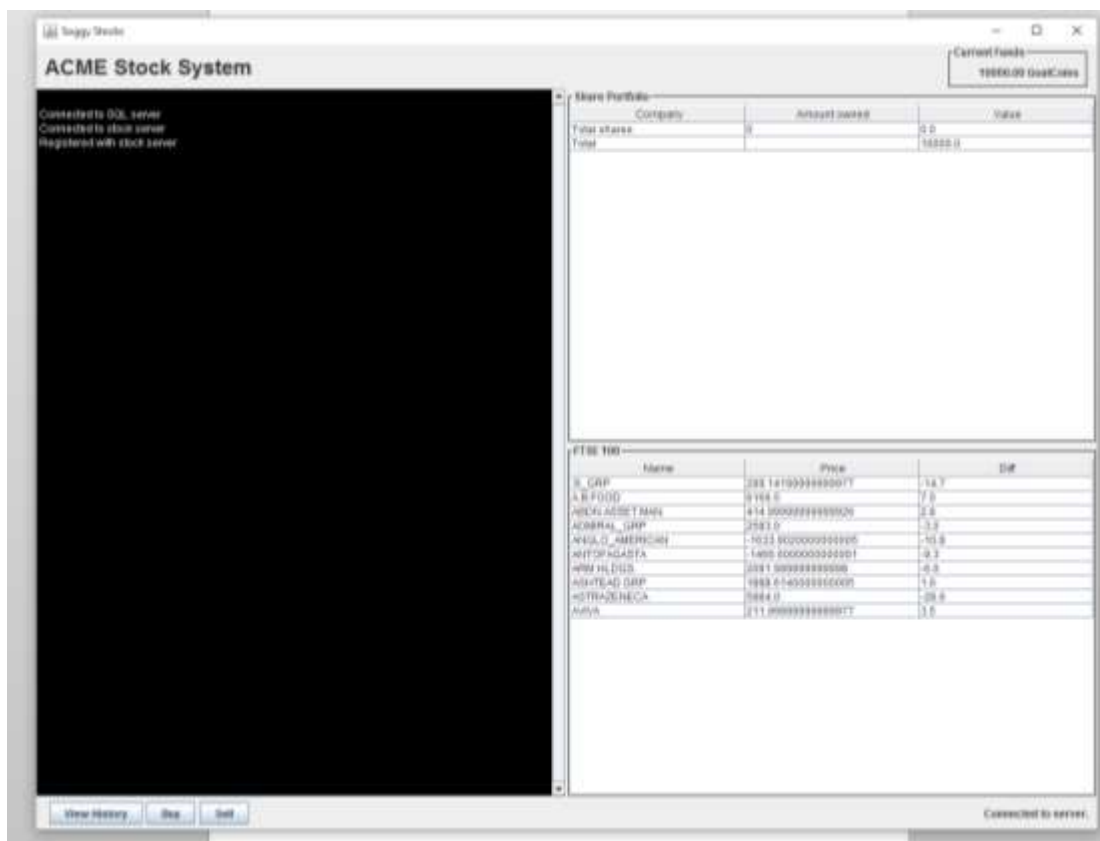 Soggy Stocks
ACME Stock System
Current funds
10000.00 GoatCoins
Connected to SQL server
Connected to stock server
Registered with stock server
Share Portfolio
Company Amount owned Value
Total shares 0 0.0
Total 10000.0
FTSE 100
Name Price Diff
3I_GRP -14.7
A.B.FOOD 7.0
ABDN.ASSET.MAN 2.8
ADMIRAL_GRP 2583.0 -3.0
ANGLO_AMERICAN -10.8
ANTOFAGASTA -9.3
ARM HLDGS
ASHTEAD GRP 1.0
ASTRAZENECA
AVIVA 3.5
View History Buy Sell
Connected to server.